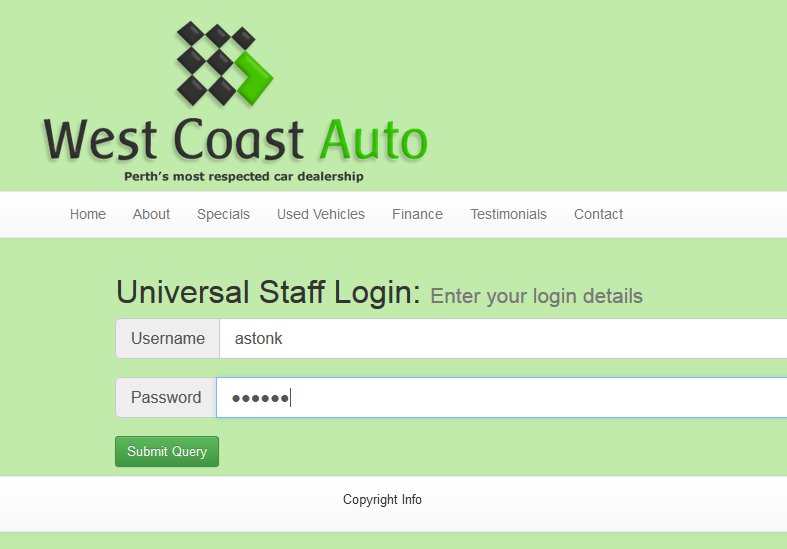 West Coast Auto
Perth's most respected car dealership
Home About Specials Used Vehicles Finance Testimonials Contact
Universal Staff Login: Enter your login details
Username astonk
Password ●●●●●●
Submit Query
Copyright Info